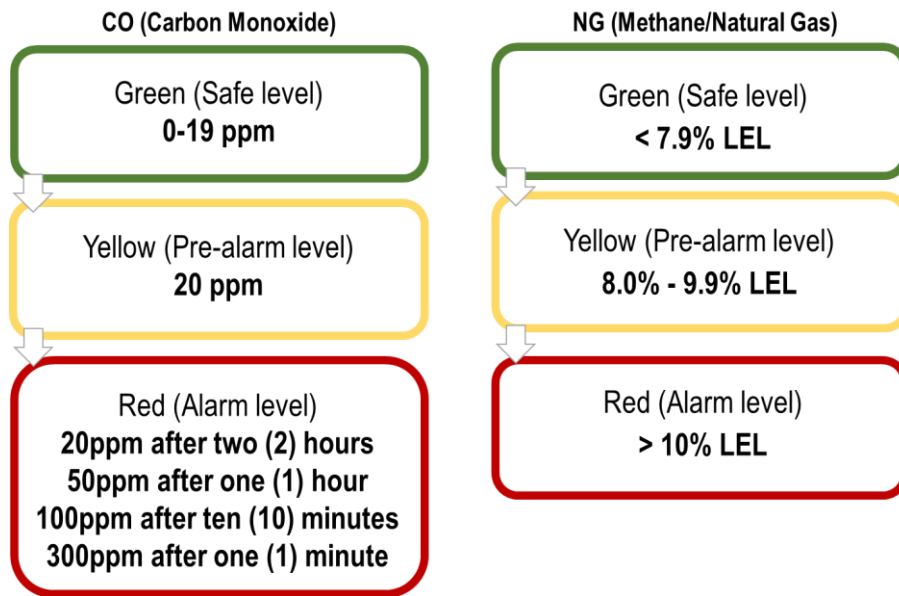 CO (Carbon Monoxide)
Green (Safe level)
0-19 ppm
Yellow (Pre-alarm level)
20 ppm
Red (Alarm level)
20ppm after two (2) hours
50ppm after one (1) hour
100ppm after ten (10) minutes
300ppm after one (1) minute
NG (Methane/Natural Gas)
Green (Safe level)
< 7.9% LEL
Yellow (Pre-alarm level)
8.0% - 9.9% LEL
Red (Alarm level)
> 10% LEL